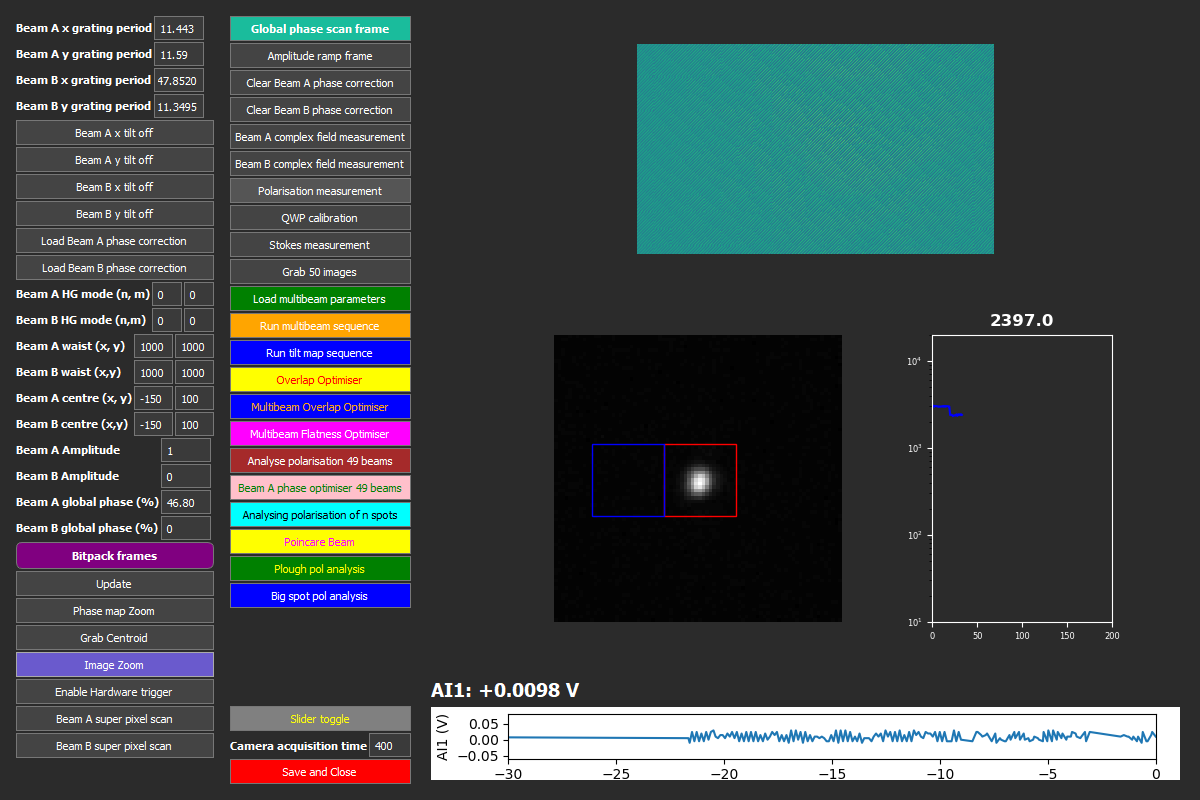 Beam A x grating period 11.443
Beam A y grating period 11.59
Beam B x grating period 47.8520
Beam B y grating period 11.3495
Beam A x tilt off
Beam A y tilt off
Beam B x tilt off
Beam B y tilt off
Load Beam A phase correction
Load Beam B phase correction
Beam A HG mode (n, m) 0 0
Beam B HG mode (n,m) 0 0
Beam A waist (x, y) 1000 1000
Beam B waist (x,y) 1000 1000
Beam A centre (x, y) -150 100
Beam B centre (x,y) -150 100
Beam A Amplitude 1
Beam B Amplitude 0
Beam A global phase (%) 46.80
Beam B global phase (%) 0
Bitpack frames
Update
Phase map Zoom
Grab Centroid
Image Zoom
Enable Hardware trigger
Beam A super pixel scan
Beam B super pixel scan
Global phase scan frame
Amplitude ramp frame
Clear Beam A phase correction
Clear Beam B phase correction
Beam A complex field measurement
Beam B complex field measurement
Polarisation measurement
QWP calibration
Stokes measurement
Grab 50 images
Load multibeam parameters
Run multibeam sequence
Run tilt map sequence
Overlap Optimiser
Multibeam Overlap Optimiser
Multibeam Flatness Optimiser
Analyse polarisation 49 beams
Beam A phase optimiser 49 beams
Analysing polarisation of n spots
Poincare Beam
Plough pol analysis
Big spot pol analysis
Slider toggle
Camera acquisition time 400
Save and Close
2397.0
10⁴
10³
10²
10¹
0 50 100 150 200
AI1: +0.0098 V
AI1 (V)
0.05
0.00
−0.05
−30 −25 −20 −15 −10 −5 0